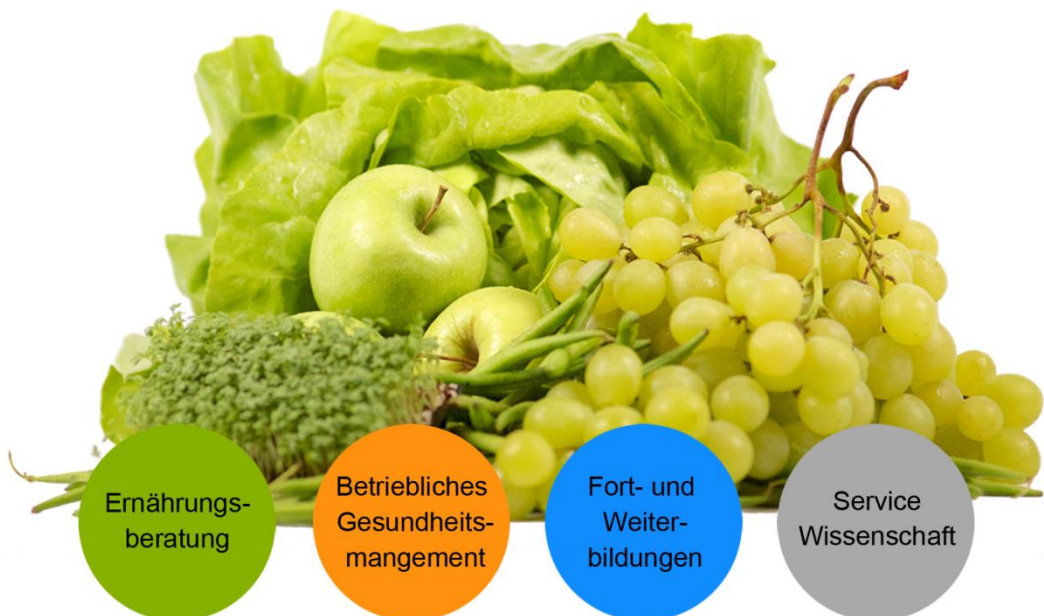 Ernährungs-
beratung
Betriebliches
Gesundheits-
mangement
Fort- und
Weiter-
bildungen
Service
Wissenschaft